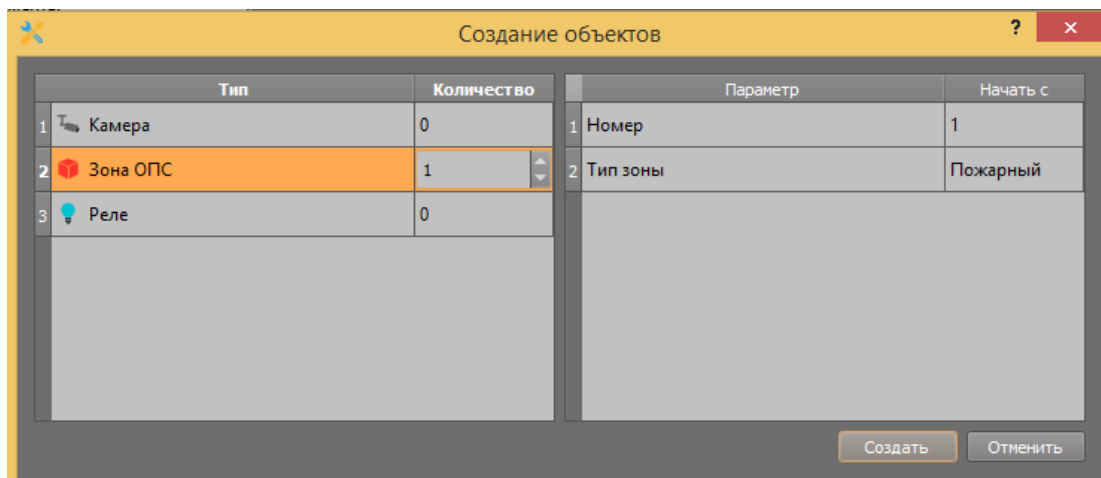 Создание объектов
?
×
Тип Количество Параметр Начать с
1 Камера 0 1 Номер 1
2 Зона ОПС 1 2 Тип зоны Пожарный
3 Реле 0
Создать Отменить